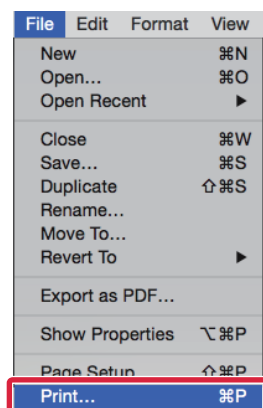 File Edit Format View
New ⌘N
Open... ⌘O
Open Recent ▶
Close ⌘W
Save... ⌘S
Duplicate ⇧⌘S
Rename...
Move To...
Revert To ▶
Export as PDF...
Show Properties ⌥⌘P
Page Setup ⇧⌘P
Print... ⌘P